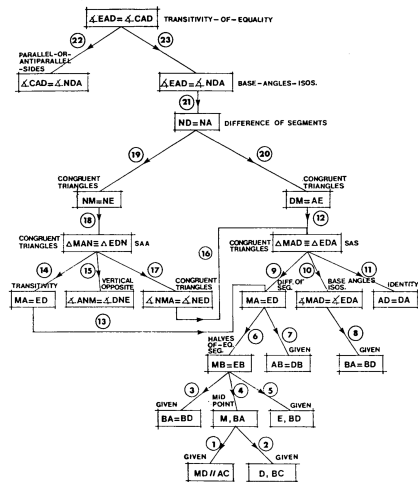 ∡EAD=∡.CAD TRANSITIVITY-OF-EQUALITY
22 23
PARALLEL-OR-
ANTIPARALLEL-
SIDES
∡CAD=∡.NDA ∡EAD=∡.NDA BASE-ANGLES-ISOS.
21
ND=NA DIFFERENCE OF SEGMENTS
19 20
CONGRUENT
TRIANGLES
NM=NE
CONGRUENT
TRIANGLES
DM=AE
18 16 12
CONGRUENT
TRIANGLES
△MAN≅△EDN SAA
CONGRUENT
TRIANGLES
△MAD≅△EDA SAS
14 15 17
TRANSITIVITY
MA=ED
VERTICAL
OPPOSITE
∡.ANM=∡.DNE
CONGRUENT
TRIANGLES
∡NMA=∡NED
13
9 10 11
DIFF.OF
SEG.
MA=ED
BASE ANGLES
ISOS.
∡MAD=∡EDA
IDENTITY
AD=DA
6 7 8
HALVES
OF-EQ.
SEG.
MB=EB
GIVEN
AB=DB
GIVEN
BA=BD
3 4 5
GIVEN
BA=BD
MID
POINT
M, BA
GIVEN
E, BD
1 2
GIVEN
MD//AC
GIVEN
D, BC